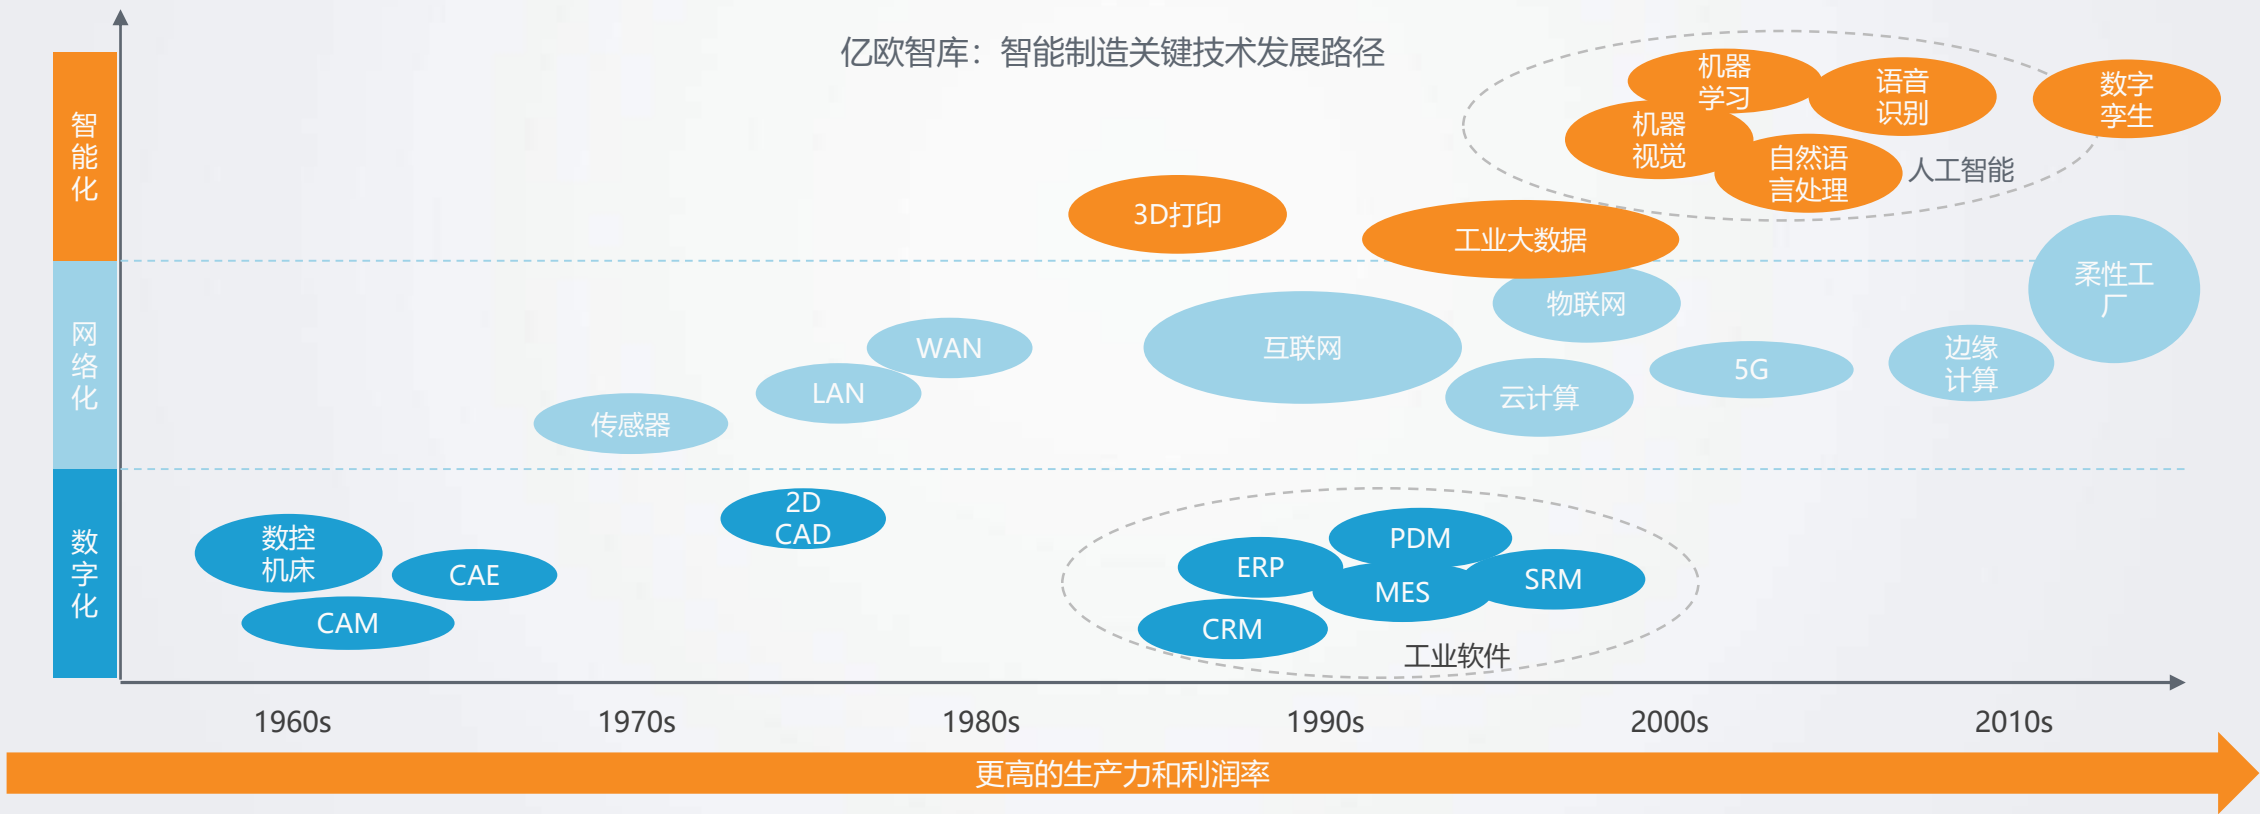 亿欧智库：智能制造关键技术发展路径
智
能
化
机器
学习
语音
识别
数字
孪生
机器
视觉
自然语
言处理
人工智能
3D打印
工业大数据
网
络
化
柔性工
厂
物联网
互联网
WAN
边缘
计算
5G
LAN
云计算
传感器
数
字
化
2D
CAD
数控
机床
PDM
ERP
CAE
SRM
MES
CAM
CRM
工业软件
1960s
1970s
1980s
1990s
2000s
2010s
更高的生产力和利润率